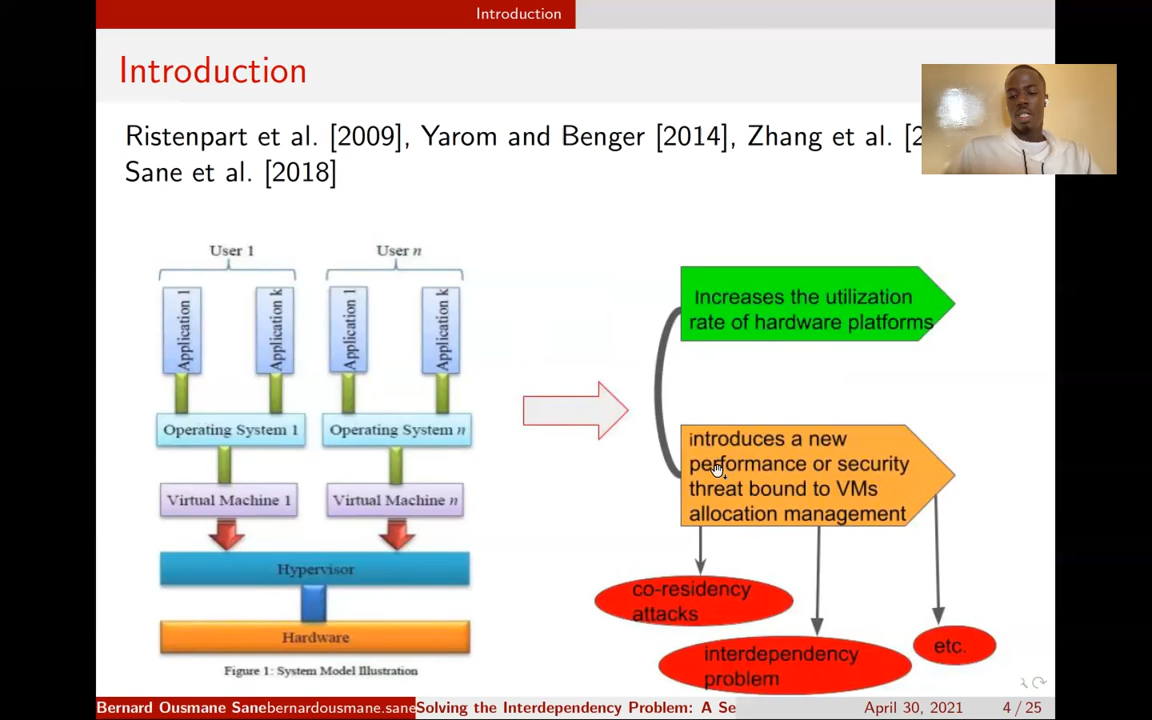 Introduction
Introduction
Ristenpart et al. [2009], Yarom and Benger [2014], Zhang et al. [2
Sane et al. [2018]
User 1
User n
Application 1
Application k
Application 1
Application k
Operating System 1
Operating System n
Virtual Machine 1
Virtual Machine n
Hypervisor
Hardware
Figure 1: System Model Illustration
Increases the utilization
rate of hardware platforms
introduces a new
performance or security
threat bound to VMs
allocation management
co-residency
attacks
interdependency
problem
etc.
Bernard Ousmane Sanebernardousmane.sane
Solving the Interdependency Problem: A Se
April 30, 2021
4 / 25